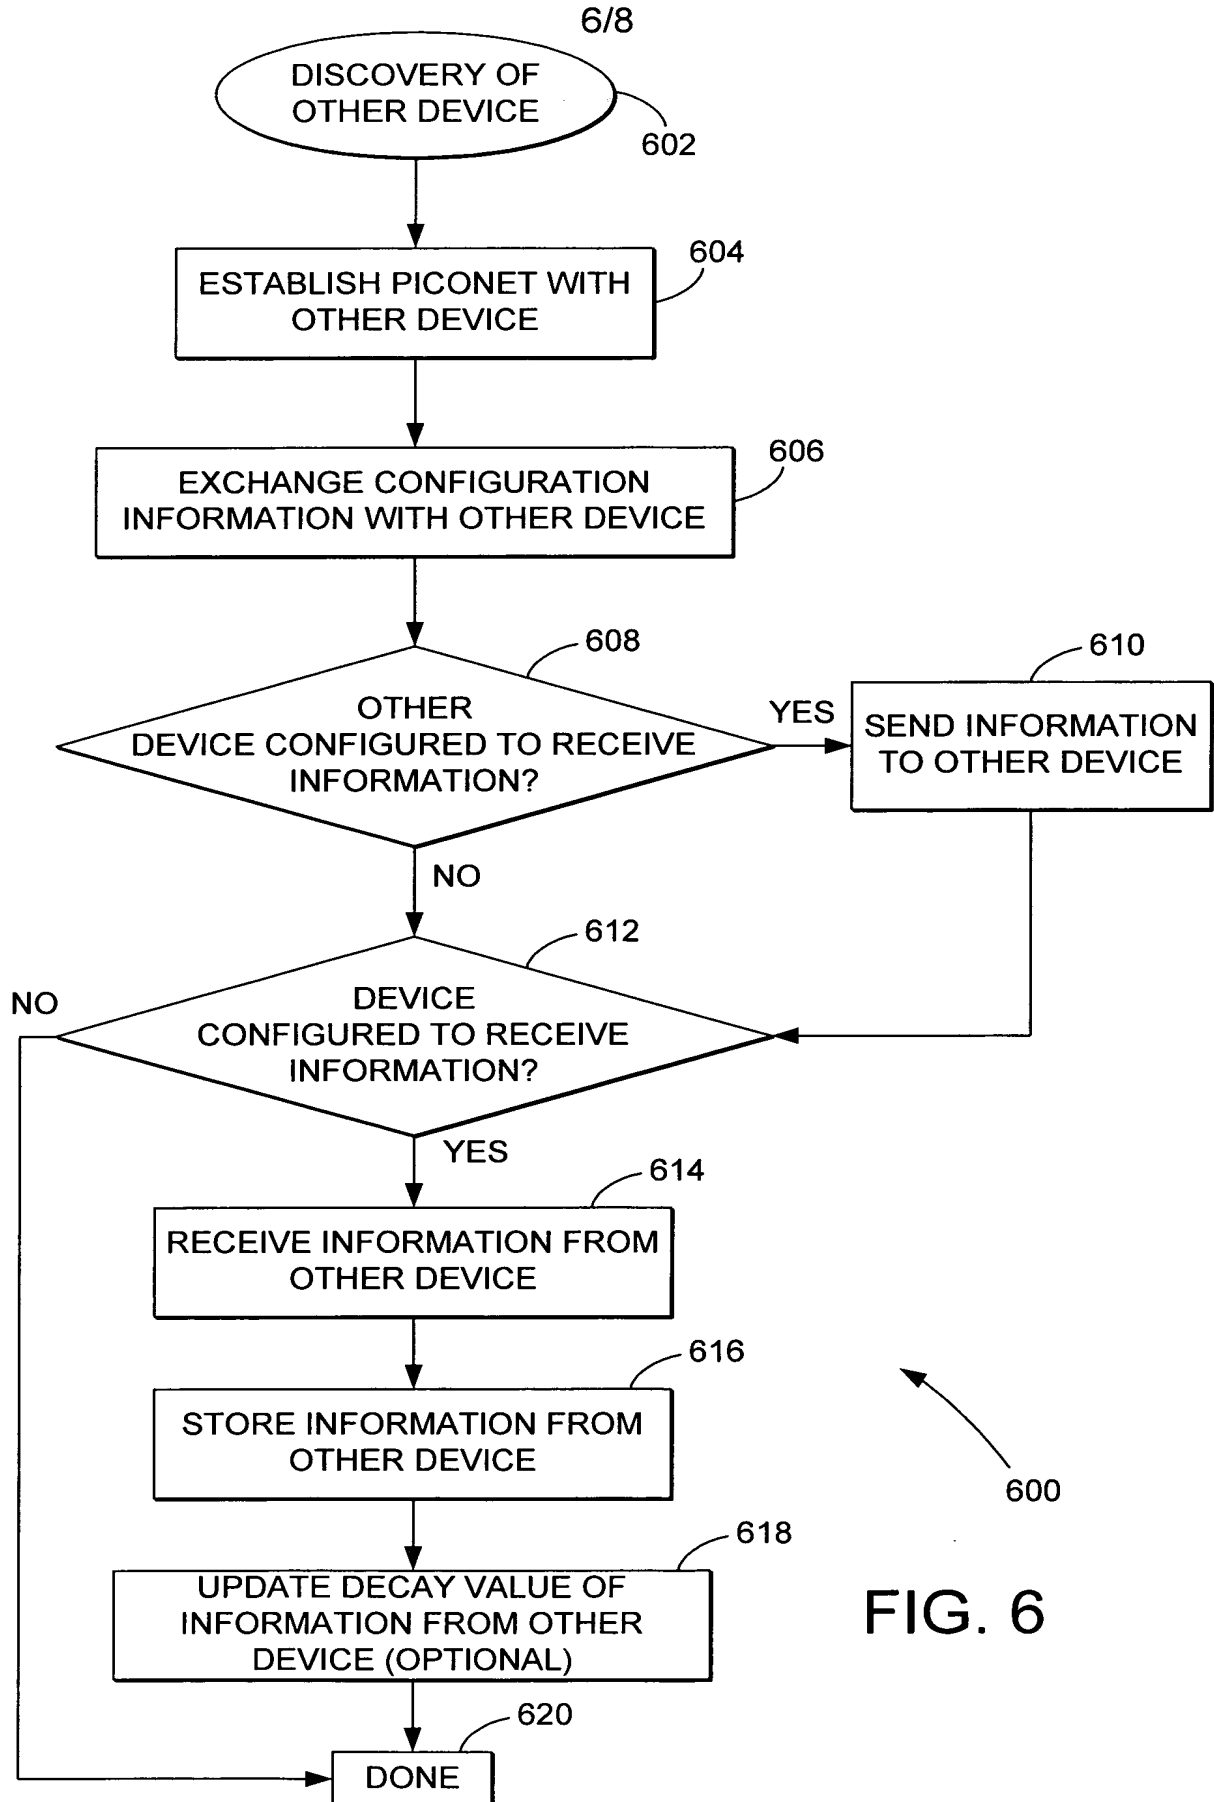 6/8
DISCOVERY OF
OTHER DEVICE
602
604
ESTABLISH PICONET WITH
OTHER DEVICE
606
EXCHANGE CONFIGURATION
INFORMATION WITH OTHER DEVICE
608
OTHER
DEVICE CONFIGURED TO RECEIVE
INFORMATION?
YES
610
SEND INFORMATION
TO OTHER DEVICE
NO
612
DEVICE
CONFIGURED TO RECEIVE
INFORMATION?
NO
YES
614
RECEIVE INFORMATION FROM
OTHER DEVICE
616
STORE INFORMATION FROM
OTHER DEVICE
600
618
UPDATE DECAY VALUE OF
INFORMATION FROM OTHER
DEVICE (OPTIONAL)
FIG. 6
620
DONE